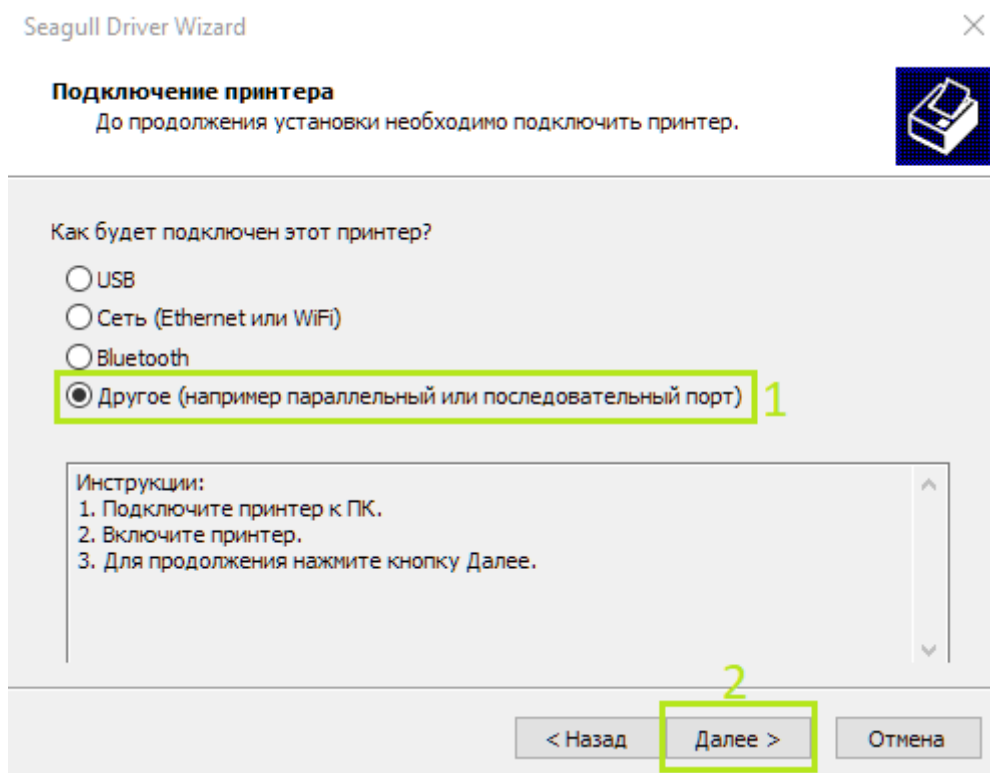 Seagull Driver Wizard
Подключение принтера
До продолжения установки необходимо подключить принтер.
Как будет подключен этот принтер?
USB
Сеть (Ethernet или WiFi)
Bluetooth
Другое (например параллельный или последовательный порт) 1
Инструкции:
1. Подключите принтер к ПК.
2. Включите принтер.
3. Для продолжения нажмите кнопку Далее.
2
< Назад Далее > Отмена